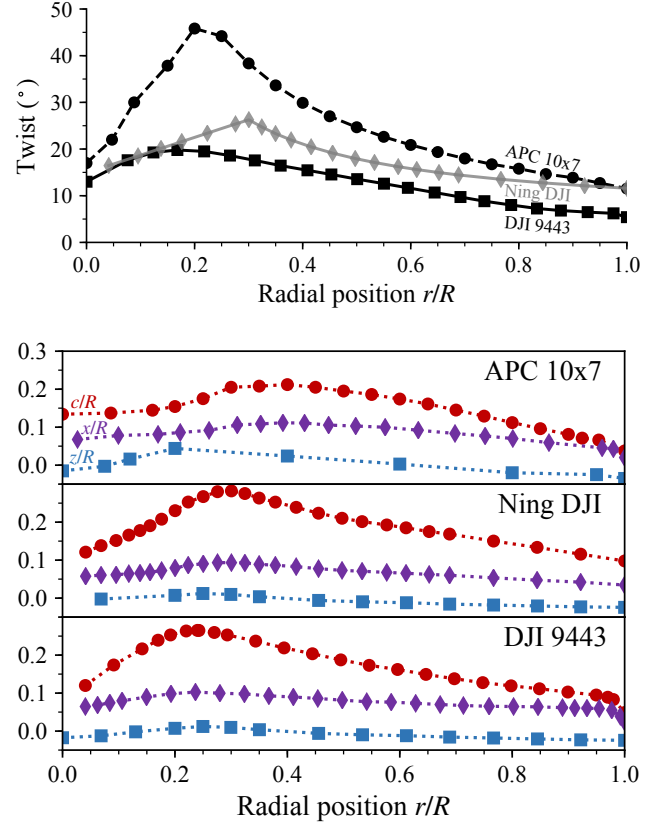 50
40
30
20
10
0
Twist (°)
APC 10x7
Ning DJI
DJI 9443
0.0 0.2 0.4 0.6 0.8 1.0
Radial position r/R
0.3
0.2
0.1
0.0
APC 10x7
c/R
x/R
z/R
0.2
0.1
0.0
Ning DJI
0.2
0.1
0.0
DJI 9443
0.0 0.2 0.4 0.6 0.8 1.0
Radial position r/R